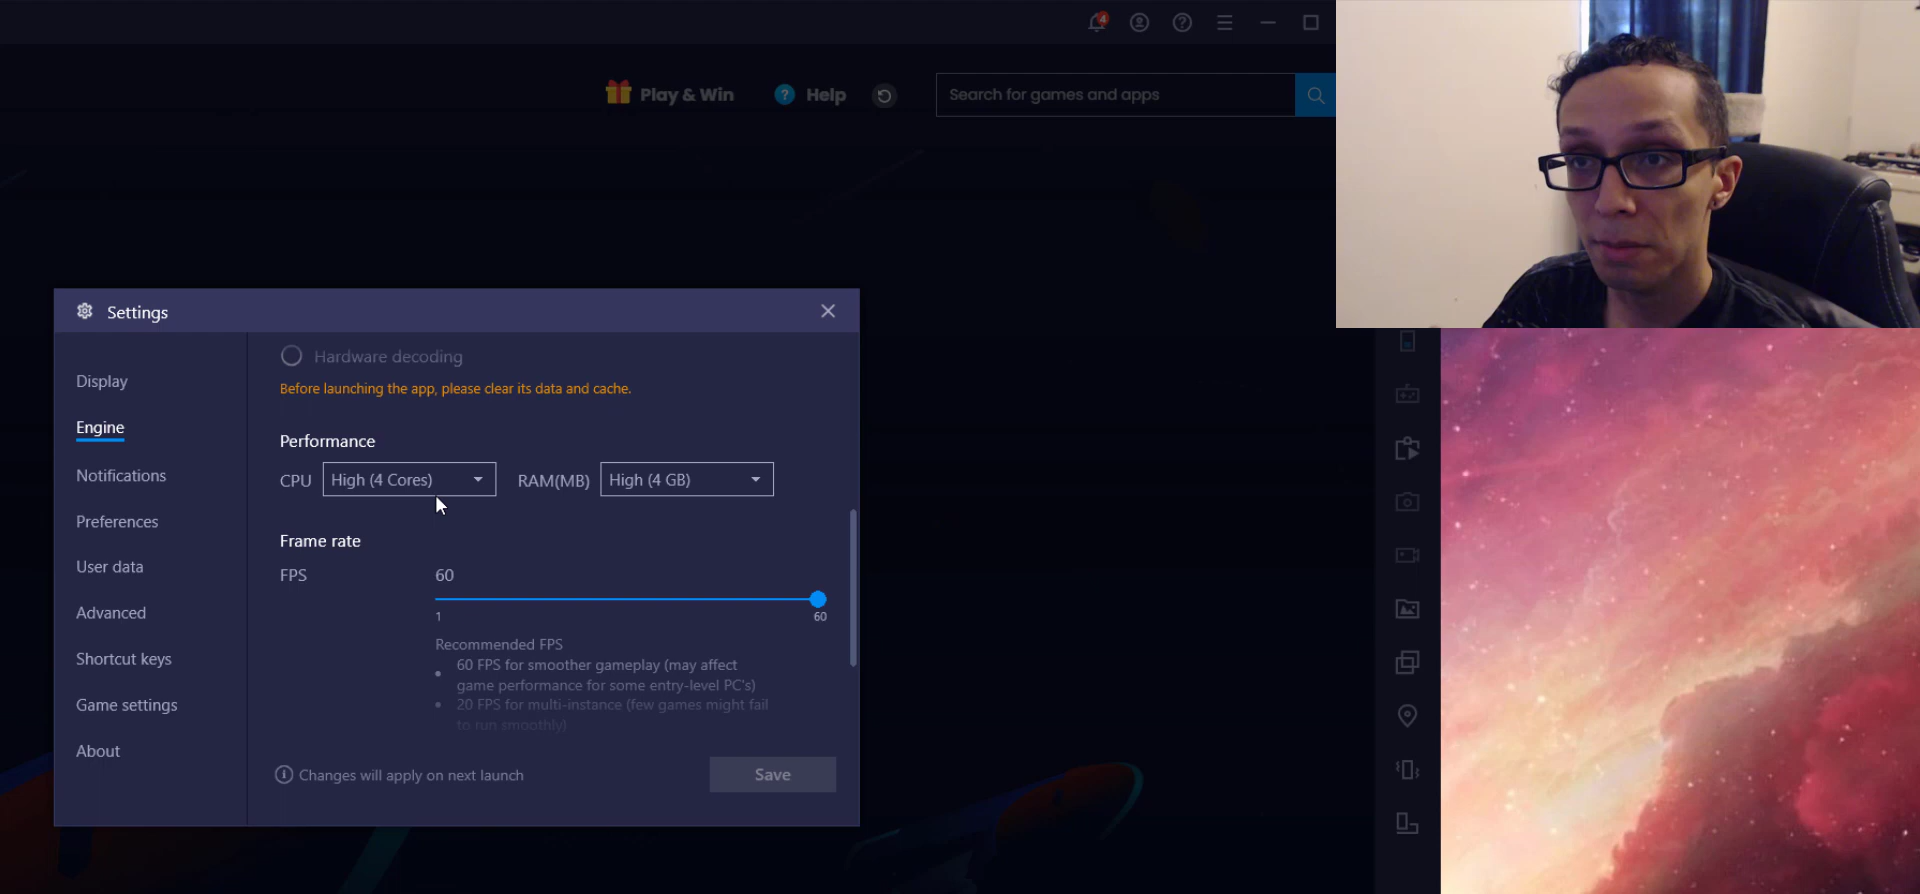 4
Play & Win
? Help
Search for games and apps
Settings
Display
Engine
Notifications
Preferences
User data
Advanced
Shortcut keys
Game settings
About
Hardware decoding
Before launching the app, please clear its data and cache.
Performance
CPU High (4 Cores) RAM(MB) High (4 GB)
Frame rate
FPS 60
1 60
Recommended FPS
• 60 FPS for smoother gameplay (may affect
game performance for some entry-level PC's)
• 20 FPS for multi-instance (few games might fail
to run smoothly)
Changes will apply on next launch
Save